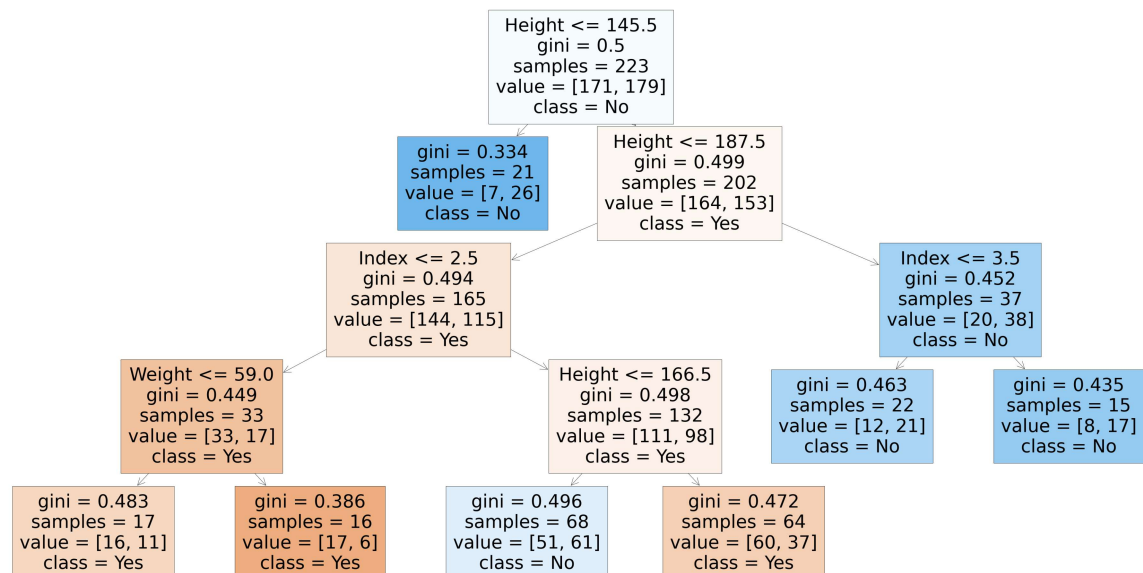 Height <= 145.5
gini = 0.5
samples = 223
value = [171, 179]
class = No
gini = 0.334
samples = 21
value = [7, 26]
class = No
Height <= 187.5
gini = 0.499
samples = 202
value = [164, 153]
class = Yes
Index <= 2.5
gini = 0.494
samples = 165
value = [144, 115]
class = Yes
Index <= 3.5
gini = 0.452
samples = 37
value = [20, 38]
class = No
Weight <= 59.0
gini = 0.449
samples = 33
value = [33, 17]
class = Yes
Height <= 166.5
gini = 0.498
samples = 132
value = [111, 98]
class = Yes
gini = 0.463
samples = 22
value = [12, 21]
class = No
gini = 0.435
samples = 15
value = [8, 17]
class = No
gini = 0.483
samples = 17
value = [16, 11]
class = Yes
gini = 0.386
samples = 16
value = [17, 6]
class = Yes
gini = 0.496
samples = 68
value = [51, 61]
class = No
gini = 0.472
samples = 64
value = [60, 37]
class = Yes